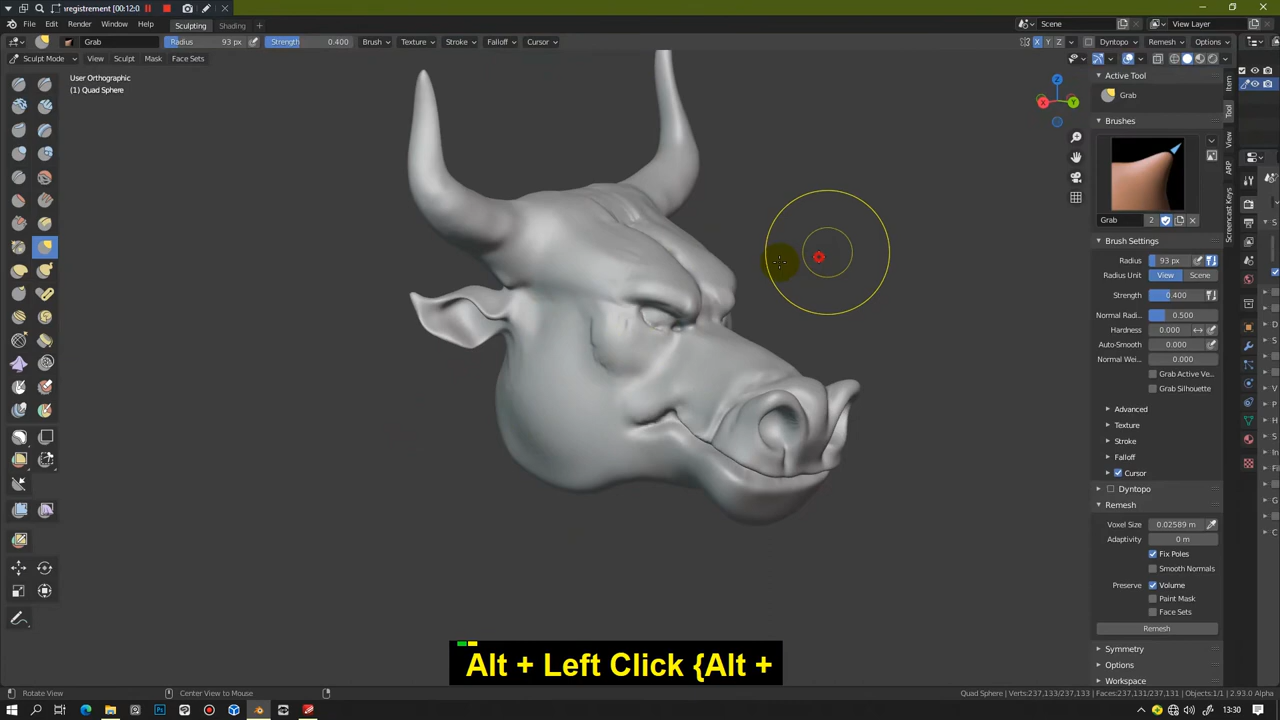 nregistrement [00:12:0
File
Edit
Render
Window
Help
Sculpting
Shading
+
Scene
View Layer
Grab
Radius 93 px
Strength 0.400
Brush
Texture
Stroke
Falloff
Cursor
X
Y
Z
Dyntopo
Remesh
Options
Sculpt Mode
View
Sculpt
Mask
Face Sets
User Orthographic
(1) Quad Sphere
Z
X
Y
Active Tool
Grab
Brushes
Grab
2
Brush Settings
Radius 93 px
Radius Unit View Scene
Strength 0.400
Normal Radi... 0.500
Hardness 0.000
Auto-Smooth 0.000
Normal Wei... 0.000
Grab Active Ve...
Grab Silhouette
Advanced
Texture
Stroke
Falloff
Cursor
Dyntopo
Remesh
Voxel Size 0.02589 m
Adaptivity 0 m
Fix Poles
Smooth Normals
Preserve Volume
Paint Mask
Face Sets
Remesh
Symmetry
Options
Workspace
Item
Tool
View
ARP
Screencast Keys
Alt + Left Click {Alt +
Rotate View
Center View to Mouse
Quad Sphere | Verts:237,133/237,133 | Faces:237,131/237,131 | Objects:1/1 | 2.93.0 Alpha
13:30